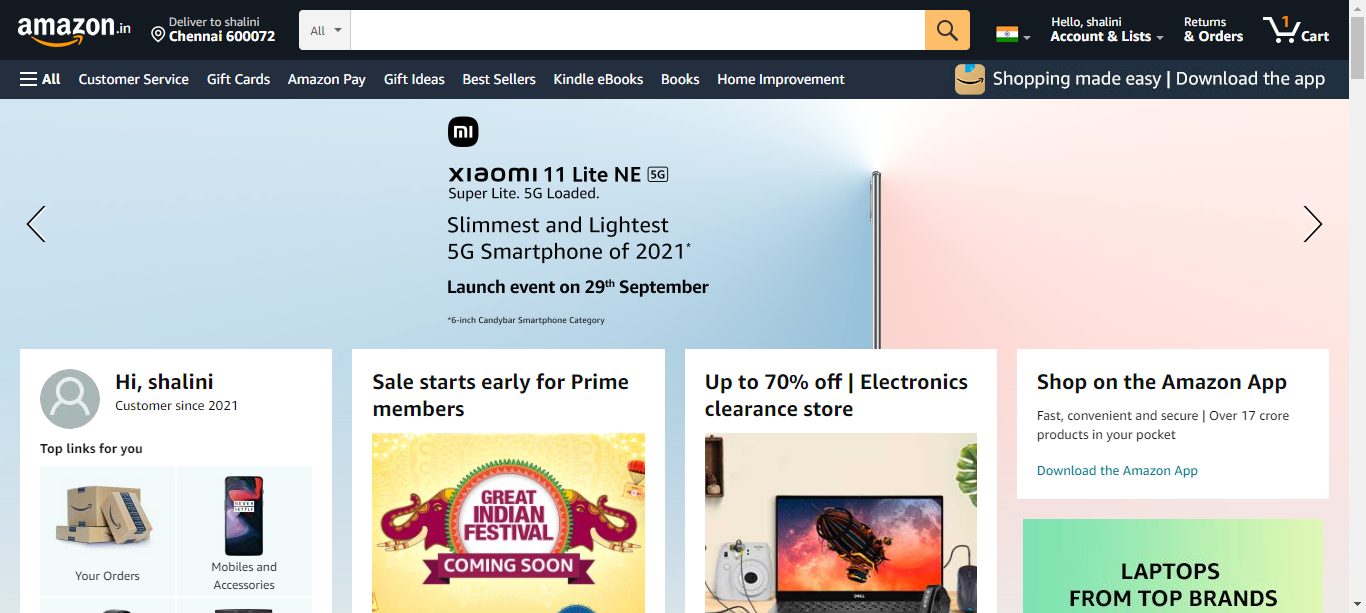 amazon.in
Deliver to shalini
Chennai 600072
All
Hello, shalini
Account & Lists
Returns
& Orders
1
Cart
All
Customer Service
Gift Cards
Amazon Pay
Gift Ideas
Best Sellers
Kindle eBooks
Books
Home Improvement
Shopping made easy | Download the app
mi
xiaomi 11 Lite NE 5G
Super Lite. 5G Loaded.
Slimmest and Lightest
5G Smartphone of 2021*
Launch event on 29th September
*6-inch Candybar Smartphone Category
Hi, shalini
Customer since 2021
Top links for you
NEVER
SETTLE
Your Orders
Mobiles and
Accessories
Sale starts early for Prime
members
GREAT
INDIAN
FESTIVAL
COMING SOON
Up to 70% off | Electronics
clearance store
DELL
Shop on the Amazon App
Fast, convenient and secure | Over 17 crore
products in your pocket
Download the Amazon App
LAPTOPS
FROM TOP BRANDS